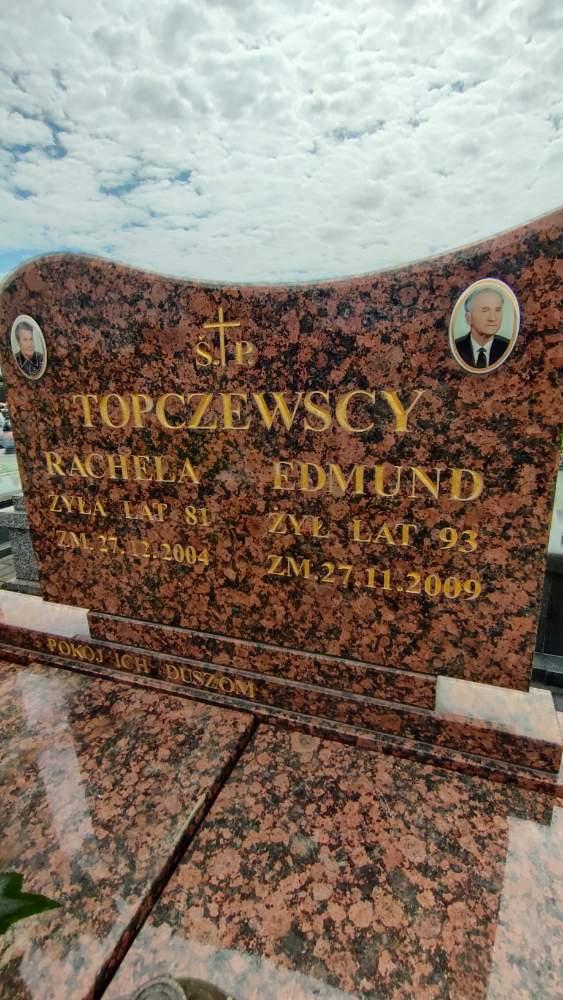 Ś. P.
TOPCZEWSCY
RACHELA
ŻYŁA LAT 81
ZM. 27.12.2004
EDMUND
ŻYŁ LAT 93
ZM. 27.11.2009
POKÓJ ICH DUSZOM